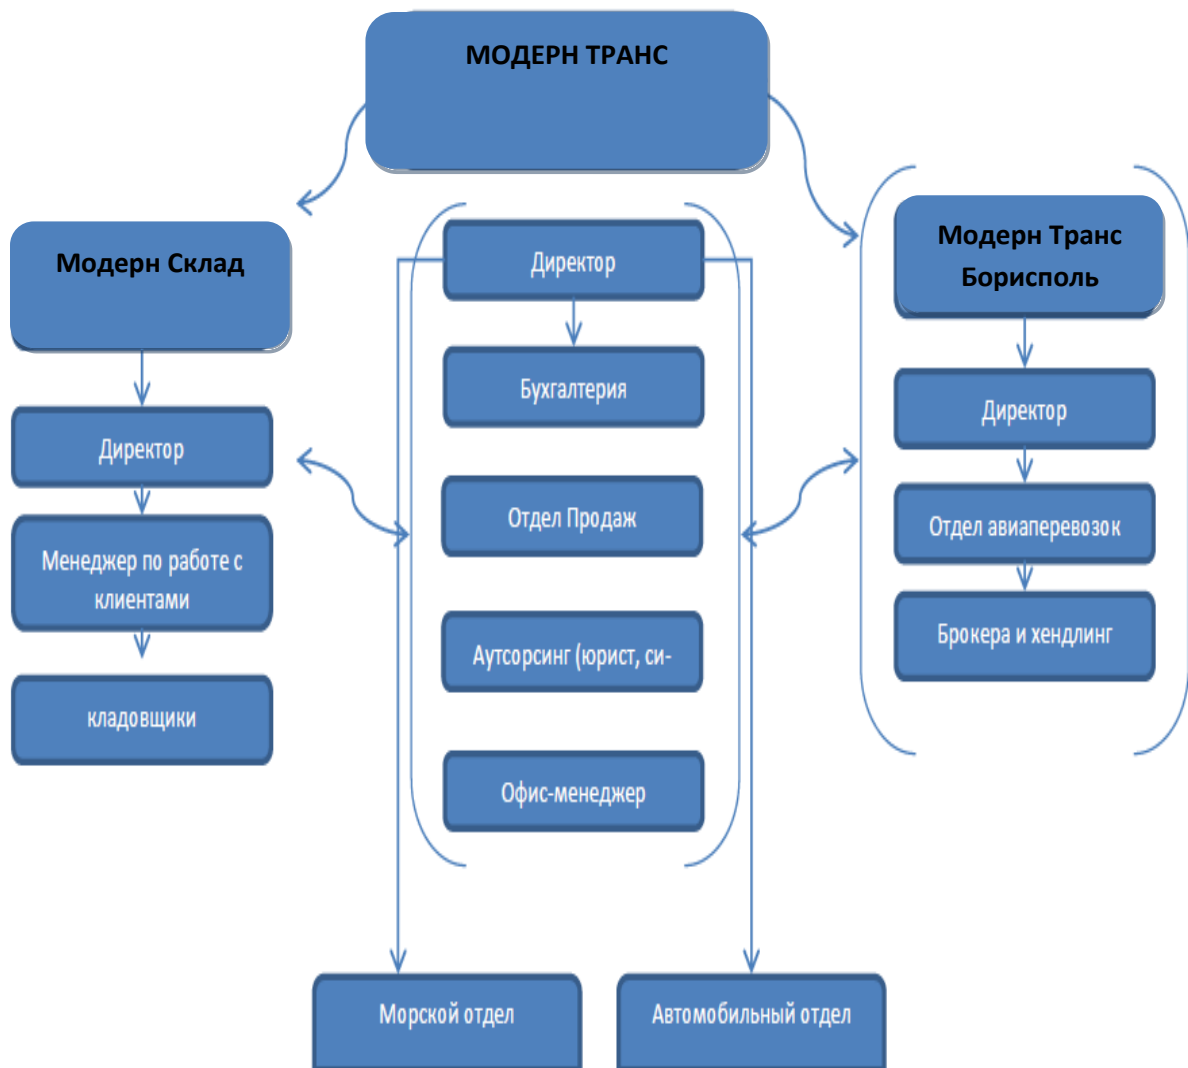 МОДЕРН ТРАНС
Модерн Склад
Директор
Менеджер по работе с
клиентами
кладовщики
Директор
Бухгалтерия
Отдел Продаж
Аутсорсинг (юрист, си-
Офис-менеджер
Модерн Транс
Борисполь
Директор
Отдел авиаперевозок
Брокера и хендлинг
Морской отдел
Автомобильный отдел